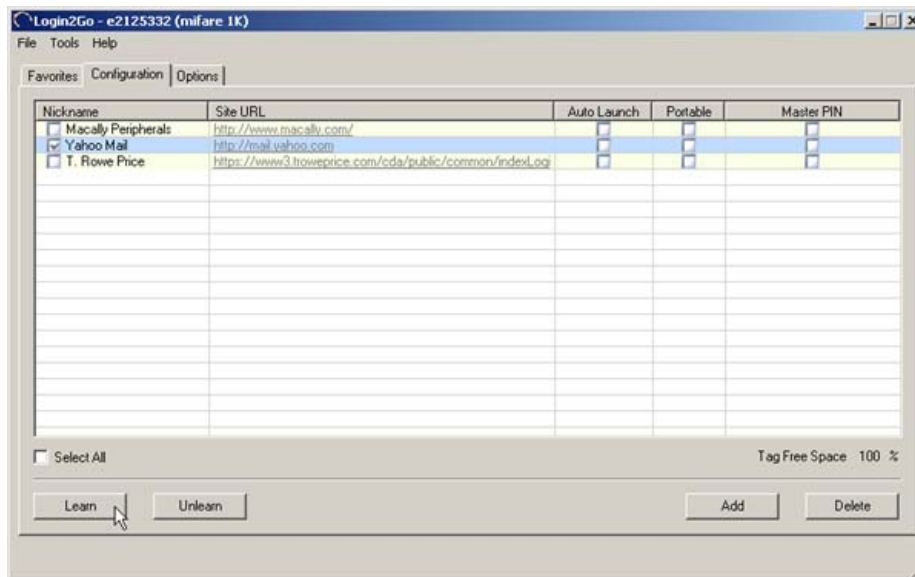 Login2Go - e2125332 (mifare 1K)
File Tools Help
Favorites Configuration Options
Nickname Site URL Auto Launch Portable Master PIN
Macally Peripherals http://www.macally.com/
Yahoo Mail http://mail.yahoo.com
T. Rowe Price https://www3.troweprice.com/cda/public/common/indexLogi
Select All Tag Free Space 100 %
Learn Unlearn Add Delete